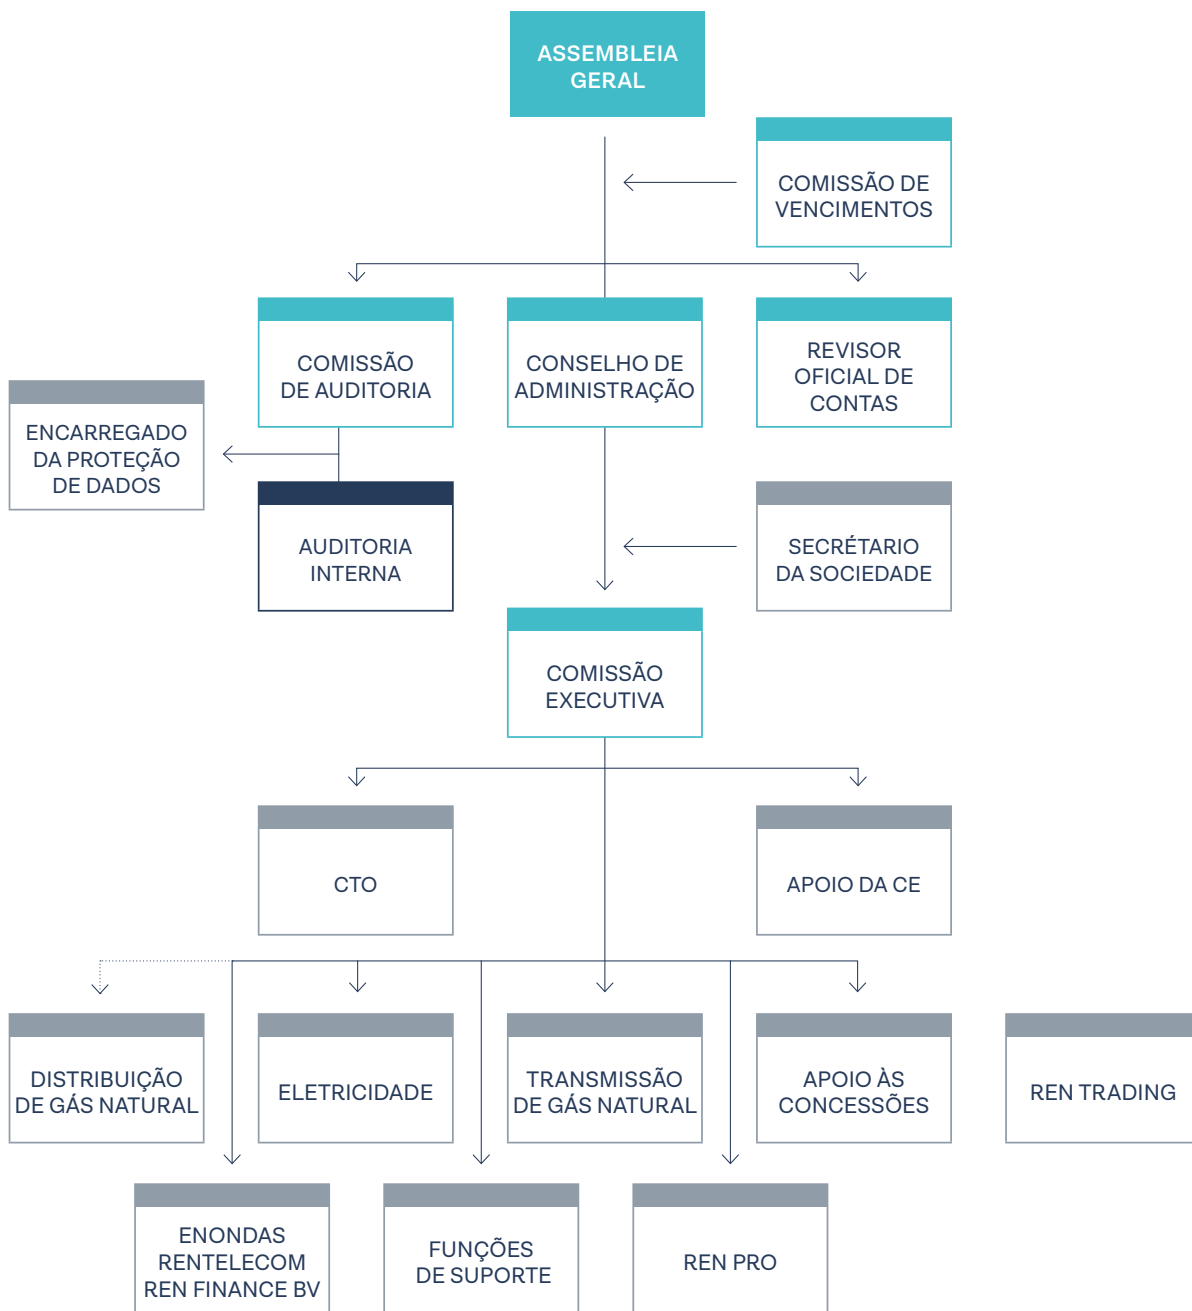 ASSEMBLEIA
GERAL
COMISSÃO DE
VENCIMENTOS
COMISSÃO
DE AUDITORIA
CONSELHO DE
ADMINISTRAÇÃO
REVISOR
OFICIAL DE
CONTAS
ENCARREGADO
DA PROTEÇÃO
DE DADOS
AUDITORIA
INTERNA
SECRÉTARIO
DA SOCIEDADE
COMISSÃO
EXECUTIVA
CTO
APOIO DA CE
DISTRIBUIÇÃO
DE GÁS NATURAL
ELETRICIDADE
TRANSMISSÃO
DE GÁS NATURAL
APOIO ÀS
CONCESSÕES
REN TRADING
ENONDAS
RENTELECOM
REN FINANCE BV
FUNÇÕES
DE SUPORTE
REN PRO